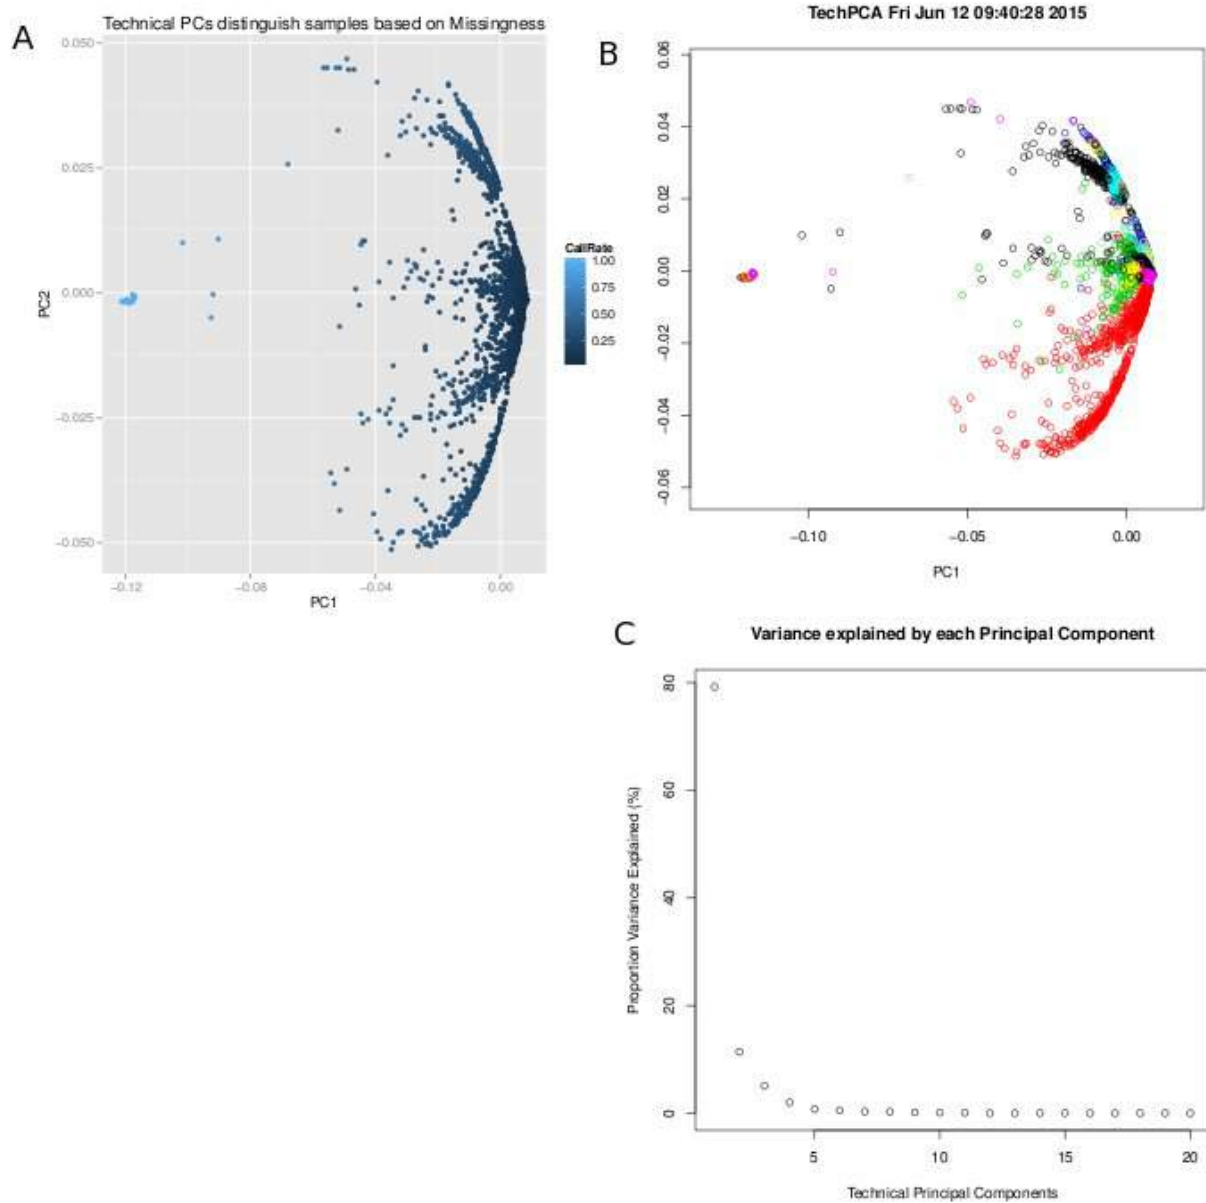 A
Technical PCs distinguish samples based on Missingness
0.050
0.025
0.000
−0.025
−0.050
PC2
−0.12
−0.08
−0.04
0.00
PC1
CallRate
1.00
0.75
0.50
0.25
B
TechPCA Fri Jun 12 09:40:28 2015
0.06
0.04
0.02
0.00
−0.02
−0.04
−0.06
−0.10
−0.05
0.00
PC1
C
Variance explained by each Principal Component
Proportion Variance Explained (%)
80
60
40
20
0
5
10
15
20
Technical Principal Components